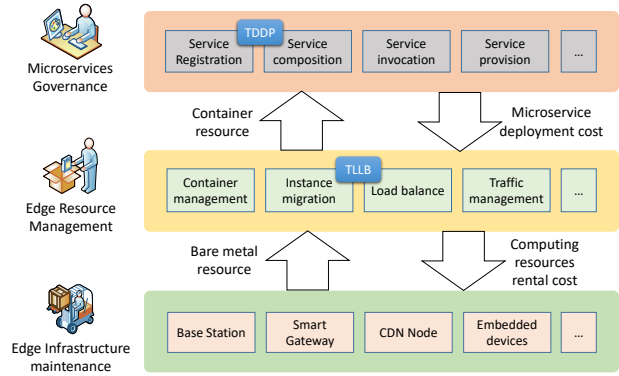 TDDP
Service
Registration
Service
composition
Service
invocation
Service
provision
...
Microservices
Governance
Container
resource
Microservice
deployment cost
TLLB
Container
management
Instance
migration
Load balance
Traffic
management
...
Edge Resource
Management
Bare metal
resource
Computing
resources
rental cost
Base Station
Smart
Gateway
CDN Node
Embedded
devices
...
Edge Infrastructure
maintenance